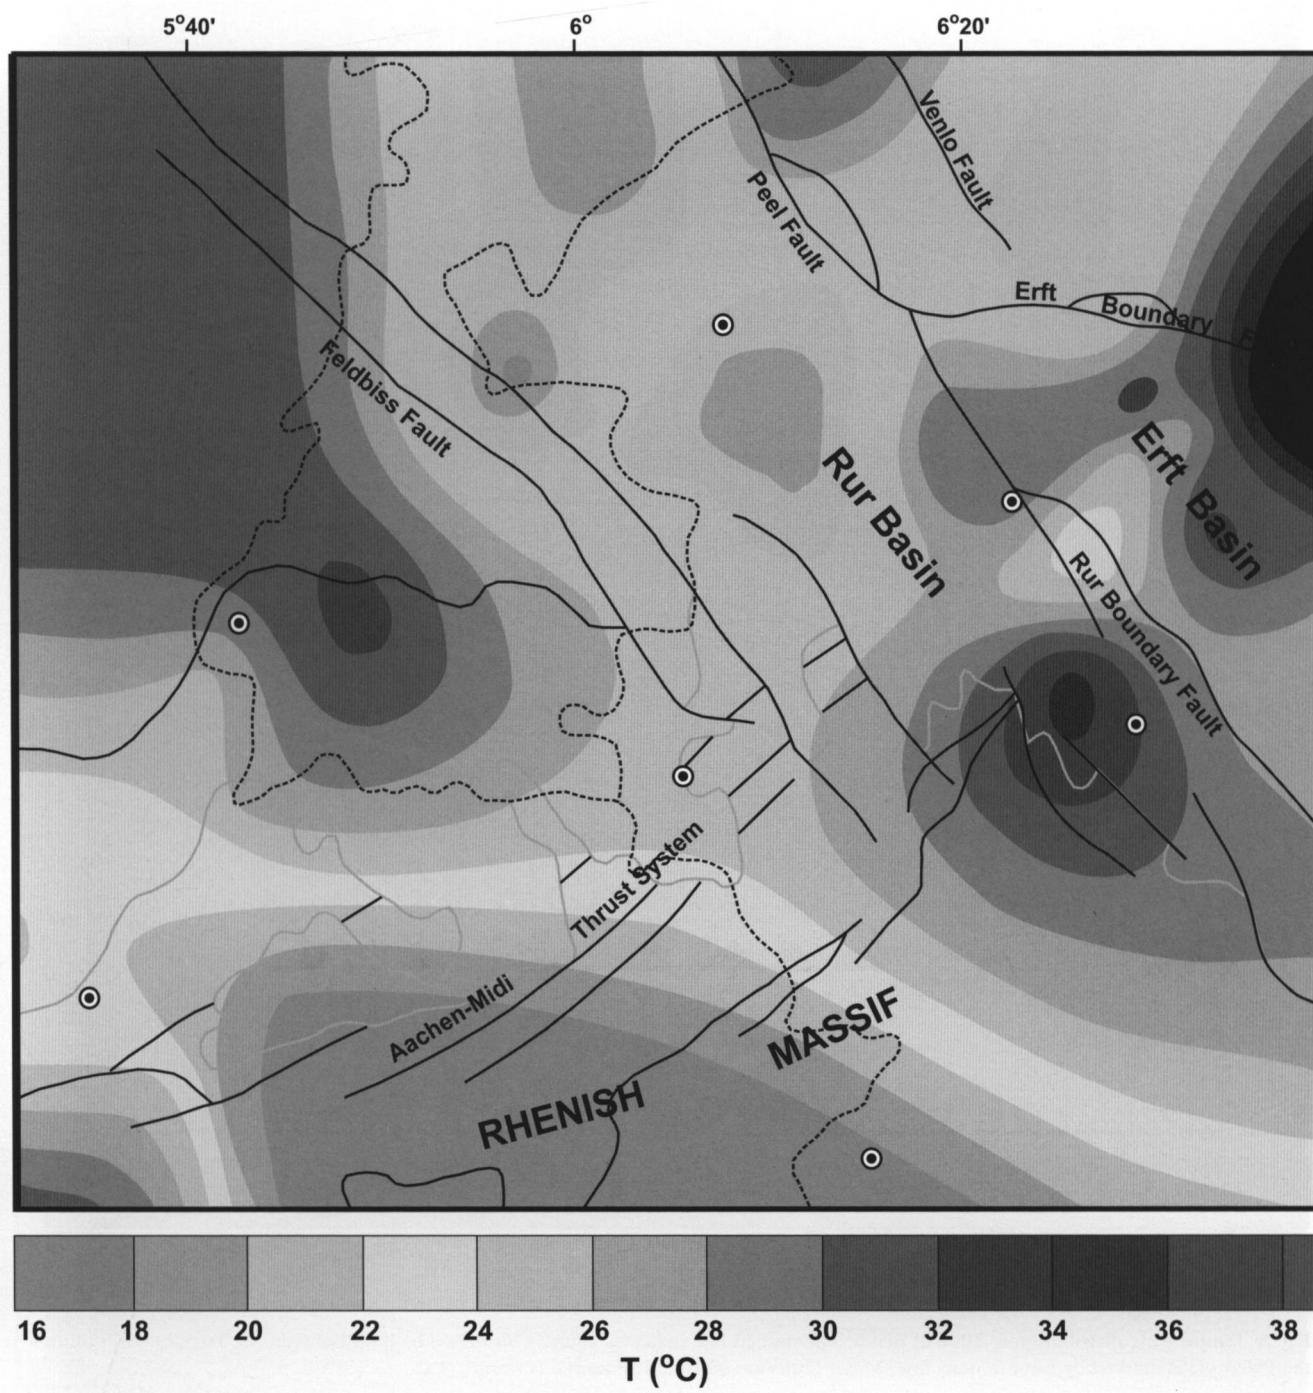 5°40' 6° 6°20'
Venlo Fault
Peel Fault
Erft Boundary F
Feldbiss Fault
Rur Basin
Erft Basin
Rur Boundary Fault
Thrust System
Aachen-Midi
MASSIF
RHENISH
16 18 20 22 24 26 28 30 32 34 36 38
T (°C)